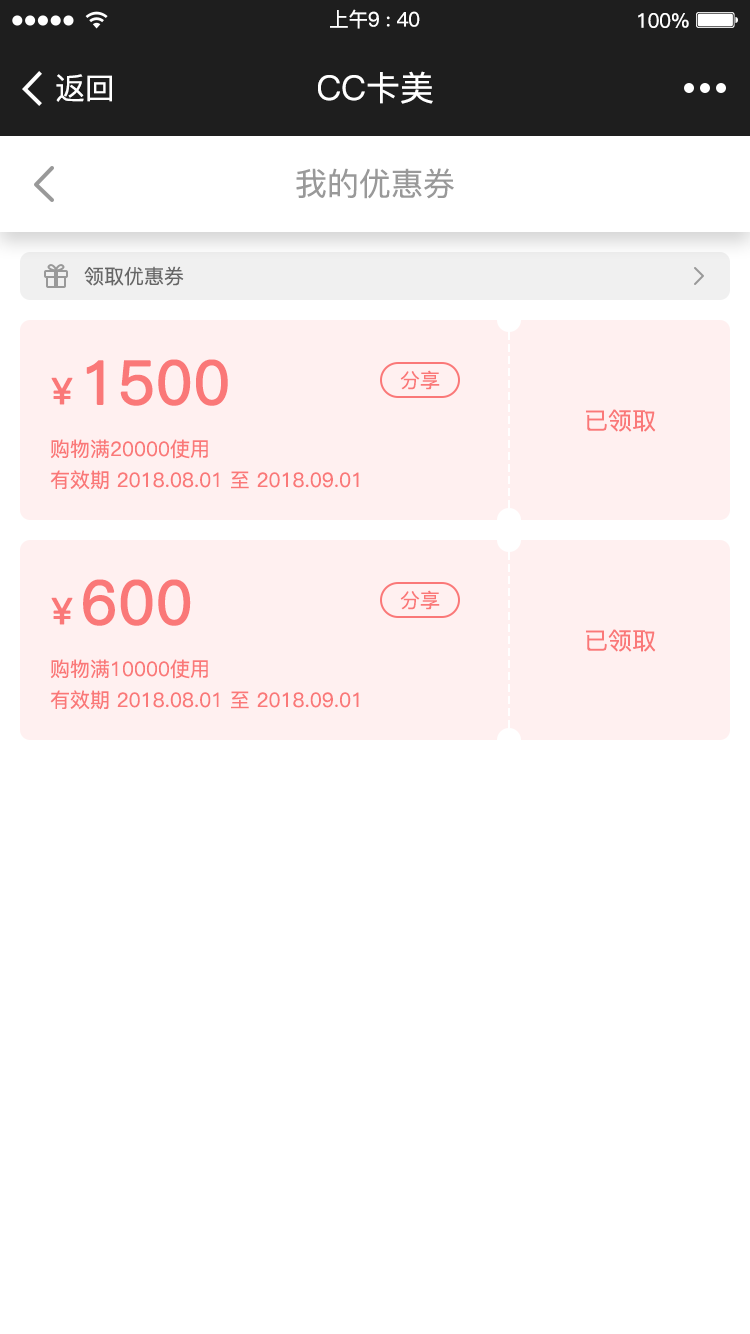 上午9 : 40
100%
返回
CC卡美
我的优惠券
领取优惠券
¥1500
分享
已领取
购物满20000使用
有效期 2018.08.01 至 2018.09.01
¥600
分享
已领取
购物满10000使用
有效期 2018.08.01 至 2018.09.01